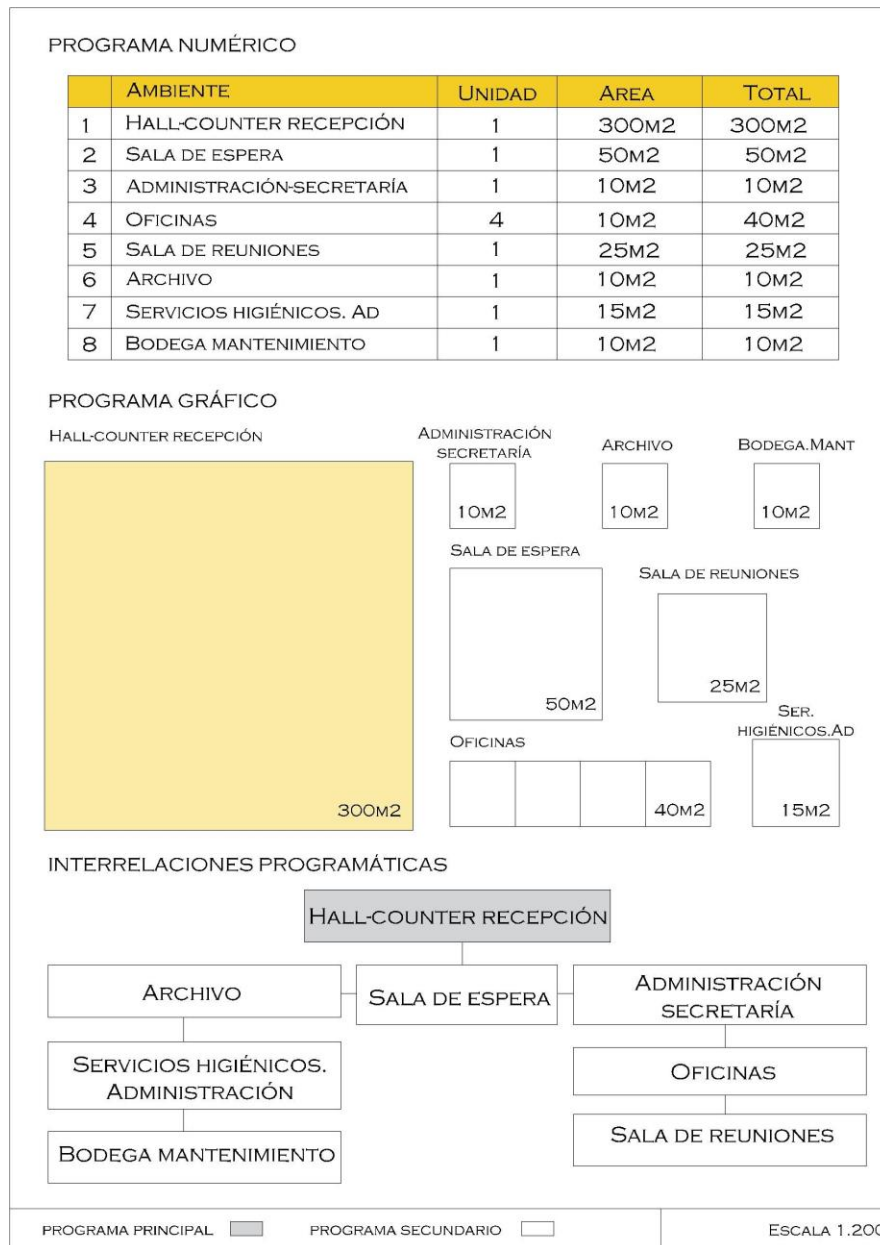 PROGRAMA NUMÉRICO
AMBIENTE UNIDAD AREA TOTAL
1 HALL-COUNTER RECEPCIÓN 1 300M2 300M2
2 SALA DE ESPERA 1 50M2 50M2
3 ADMINISTRACIÓN-SECRETARÍA 1 10M2 10M2
4 OFICINAS 4 10M2 40M2
5 SALA DE REUNIONES 1 25M2 25M2
6 ARCHIVO 1 10M2 10M2
7 SERVICIOS HIGIÉNICOS. AD 1 15M2 15M2
8 BODEGA MANTENIMIENTO 1 10M2 10M2
PROGRAMA GRÁFICO
HALL-COUNTER RECEPCIÓN
300M2
ADMINISTRACIÓN
SECRETARÍA
10M2
ARCHIVO
10M2
BODEGA.MANT
10M2
SALA DE ESPERA
50M2
SALA DE REUNIONES
25M2
OFICINAS
40M2
SER.
HIGIÉNICOS.AD
15M2
INTERRELACIONES PROGRAMÁTICAS
HALL-COUNTER RECEPCIÓN
ARCHIVO
SALA DE ESPERA
ADMINISTRACIÓN
SECRETARÍA
SERVICIOS HIGIÉNICOS.
ADMINISTRACIÓN
OFICINAS
BODEGA MANTENIMIENTO
SALA DE REUNIONES
PROGRAMA PRINCIPAL
PROGRAMA SECUNDARIO
ESCALA 1.200